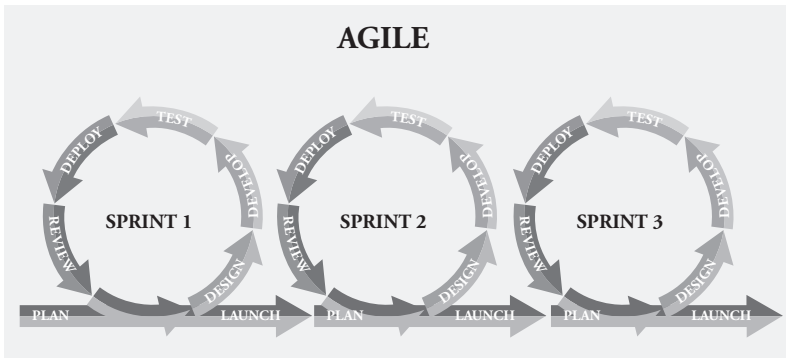 AGILE
TEST
DEPLOY
DEVELOP
SPRINT 1
REVIEW
DESIGN
PLAN
LAUNCH
TEST
DEPLOY
DEVELOP
SPRINT 2
REVIEW
DESIGN
PLAN
LAUNCH
TEST
DEPLOY
DEVELOP
SPRINT 3
REVIEW
DESIGN
PLAN
LAUNCH